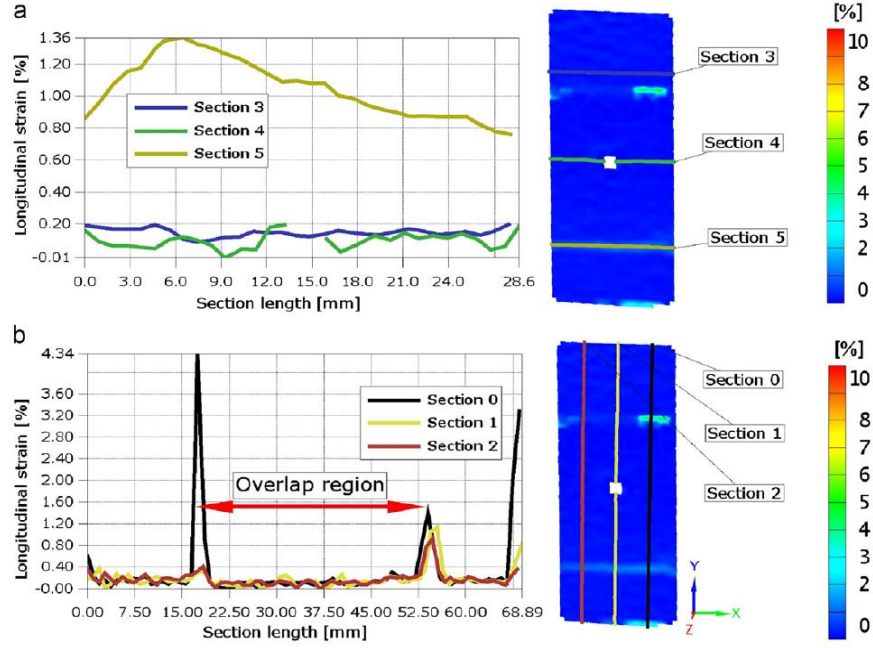 a
Longitudinal strain [%]
1.36
1.20
1.00
0.80
0.60
0.40
0.20
-0.01
Section 3
Section 4
Section 5
0.0 3.0 6.0 9.0 12.0 15.0 18.0 21.0 24.0 28.6
Section length [mm]
Section 3
Section 4
Section 5
[%]
10
8
7
6
5
4
2
0
b
Longitudinal strain [%]
4.34
3.60
3.20
2.80
2.40
2.00
1.60
1.20
0.80
0.40
-0.00
Section 0
Section 1
Section 2
Overlap region
0.00 7.50 15.00 22.50 30.00 37.50 45.00 52.50 60.00 68.89
Section length [mm]
Section 0
Section 1
Section 2
Y
X
Z
[%]
10
8
7
6
5
4
2
0